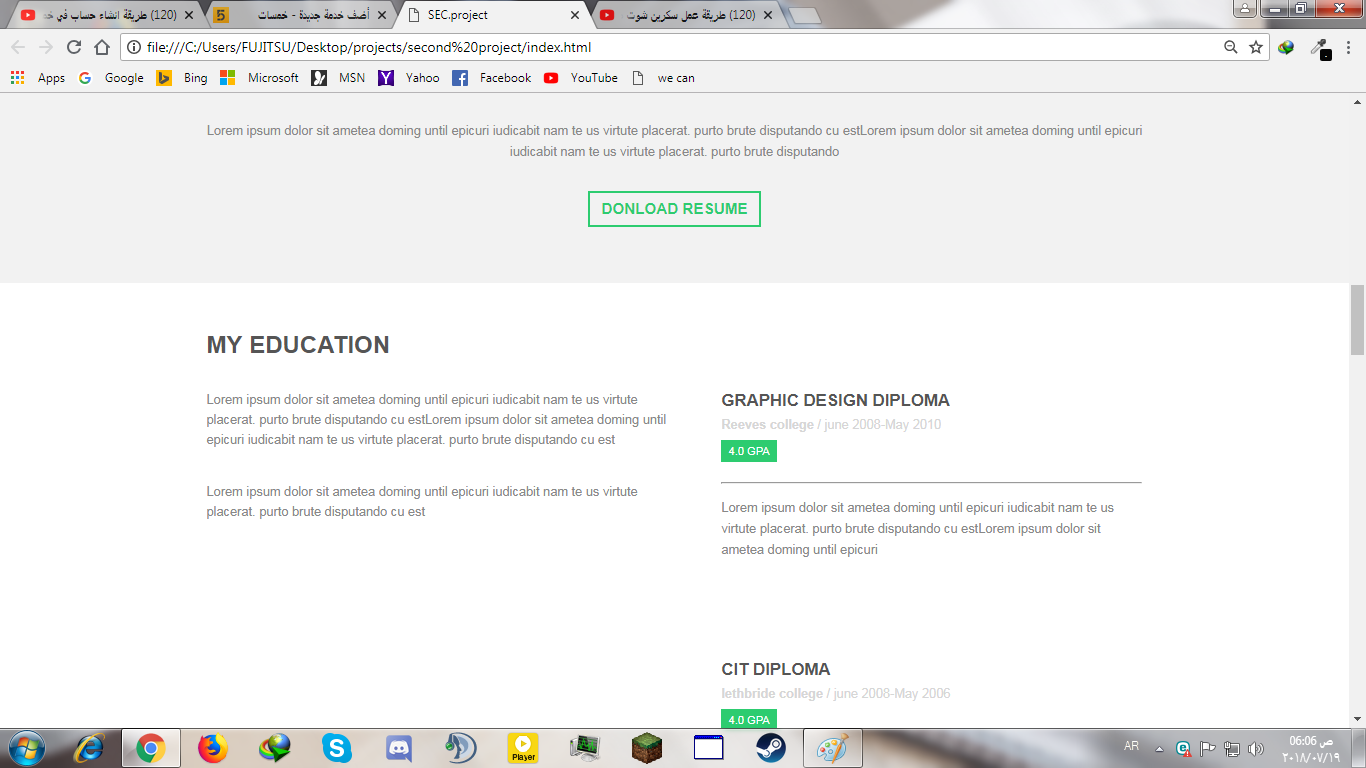 (120) طريقة انشاء حساب في خمـ
أضف خدمة جديدة - خمسات
SEC.project
(120) طريقة عمل سكرين شوت
file:///C:/Users/FUJITSU/Desktop/projects/second%20project/index.html
Apps Google Bing Microsoft MSN Yahoo Facebook YouTube we can
Lorem ipsum dolor sit ametea doming until epicuri iudicabit nam te us virtute placerat. purto brute disputando cu estLorem ipsum dolor sit ametea doming until epicuri
iudicabit nam te us virtute placerat. purto brute disputando
DONLOAD RESUME
MY EDUCATION
Lorem ipsum dolor sit ametea doming until epicuri iudicabit nam te us virtute
placerat. purto brute disputando cu estLorem ipsum dolor sit ametea doming until
epicuri iudicabit nam te us virtute placerat. purto brute disputando cu est
Lorem ipsum dolor sit ametea doming until epicuri iudicabit nam te us virtute
placerat. purto brute disputando cu est
GRAPHIC DESIGN DIPLOMA
Reeves college / june 2008-May 2010
4.0 GPA
Lorem ipsum dolor sit ametea doming until epicuri iudicabit nam te us
virtute placerat. purto brute disputando cu estLorem ipsum dolor sit
ametea doming until epicuri
CIT DIPLOMA
lethbride college / june 2008-May 2006
4.0 GPA
Player
AR
06:06 ص
٢٠١٨/٠٧/١٩